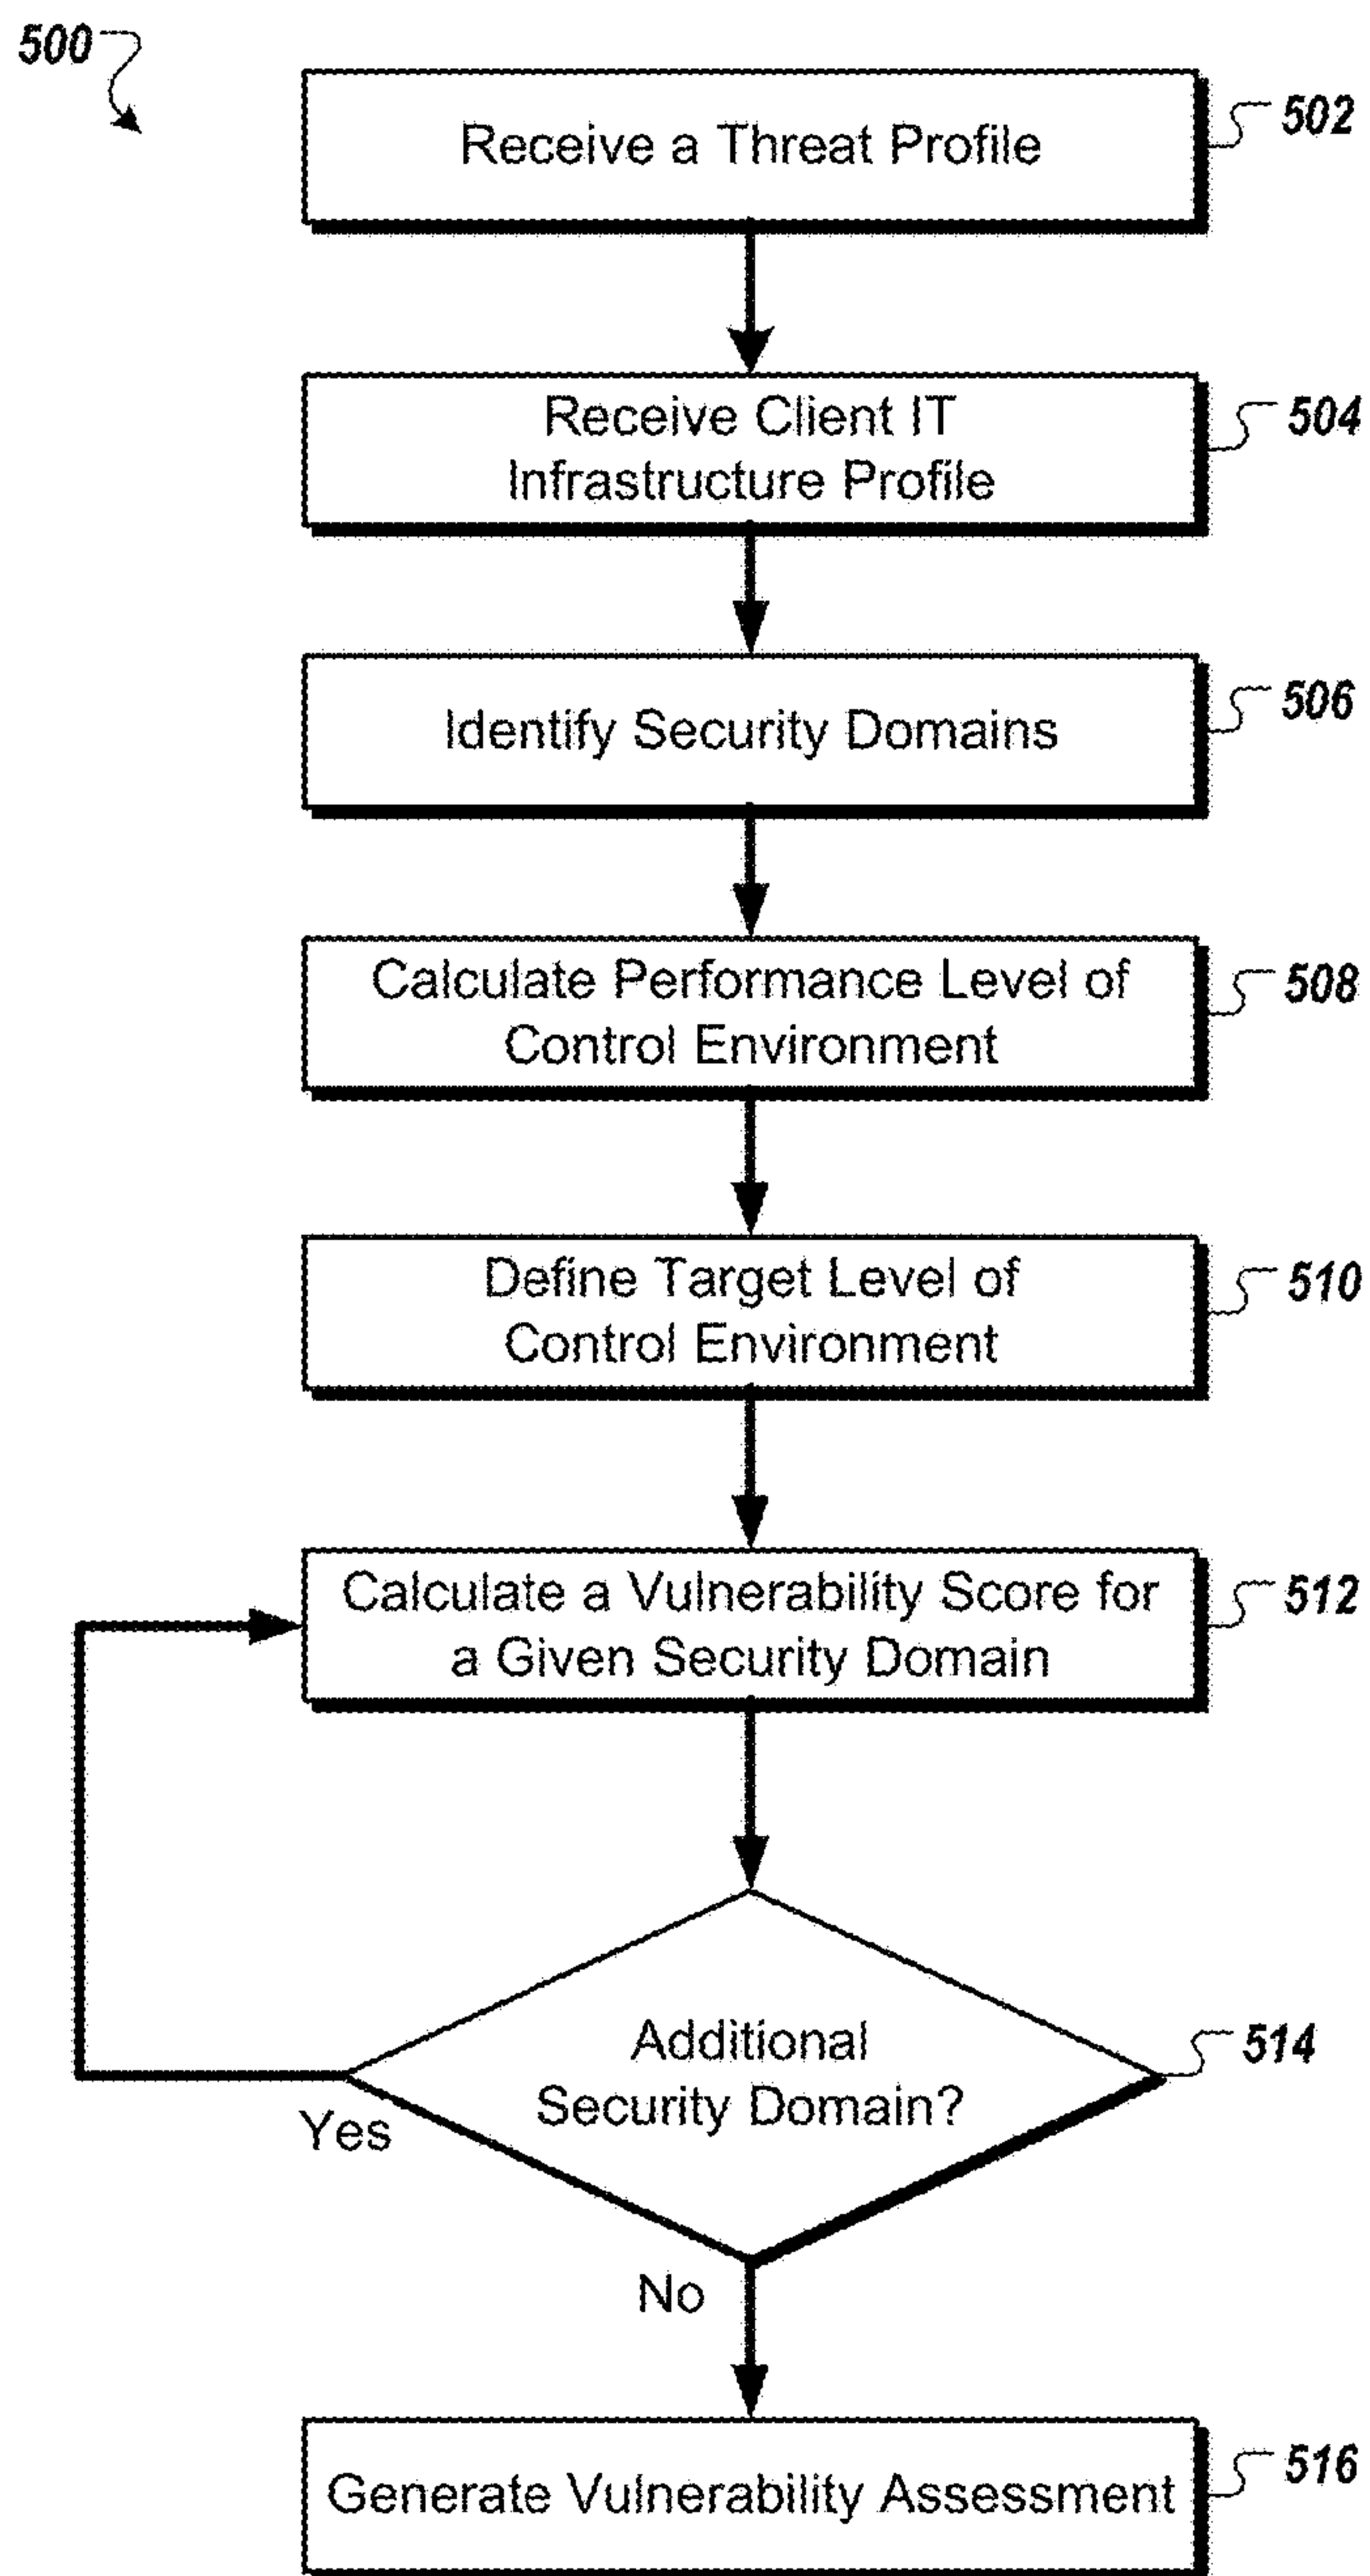 500
Receive a Threat Profile
502
Receive Client IT
Infrastructure Profile
504
Identify Security Domains
506
Calculate Performance Level of
Control Environment
508
Define Target Level of
Control Environment
510
Calculate a Vulnerability Score for
a Given Security Domain
512
Additional
Security Domain?
514
Yes
No
Generate Vulnerability Assessment
516